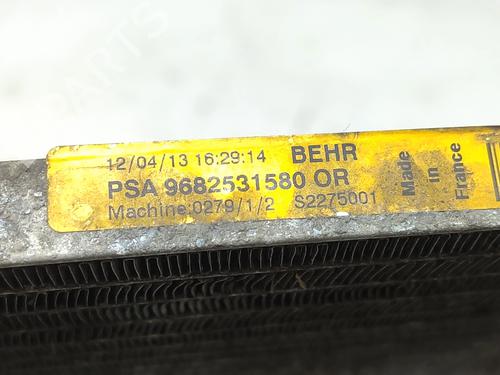 12/04/13 16:29:14 BEHR
PSA 9682531580 OR
Machine:0279/1/2 S2275001
Made
in
France